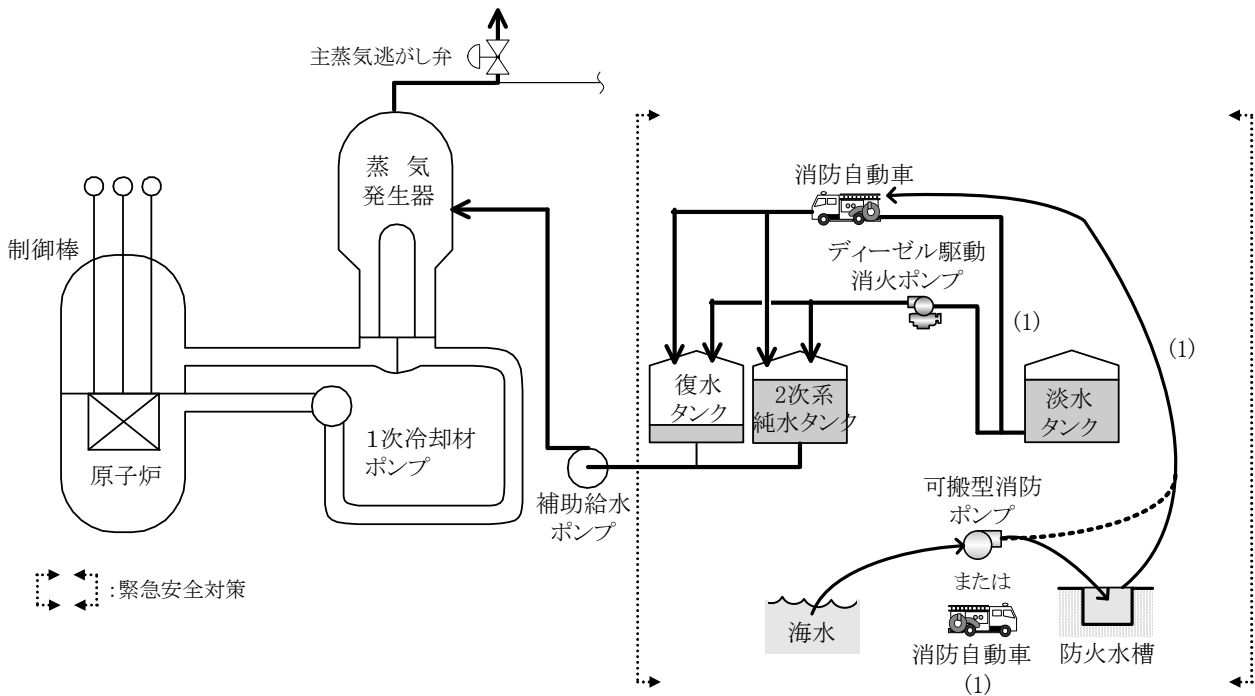 主蒸気逃がし弁
蒸 気
発生器
制御棒
原子炉
1次冷却材
ポンプ
補助給水
ポンプ
:緊急安全対策
消防自動車
ディーゼル駆動
消火ポンプ
(1)
(1)
復水
タンク
2次系
純水タンク
淡水
タンク
可搬型消防
ポンプ
または
海水
消防自動車
(1)
防火水槽